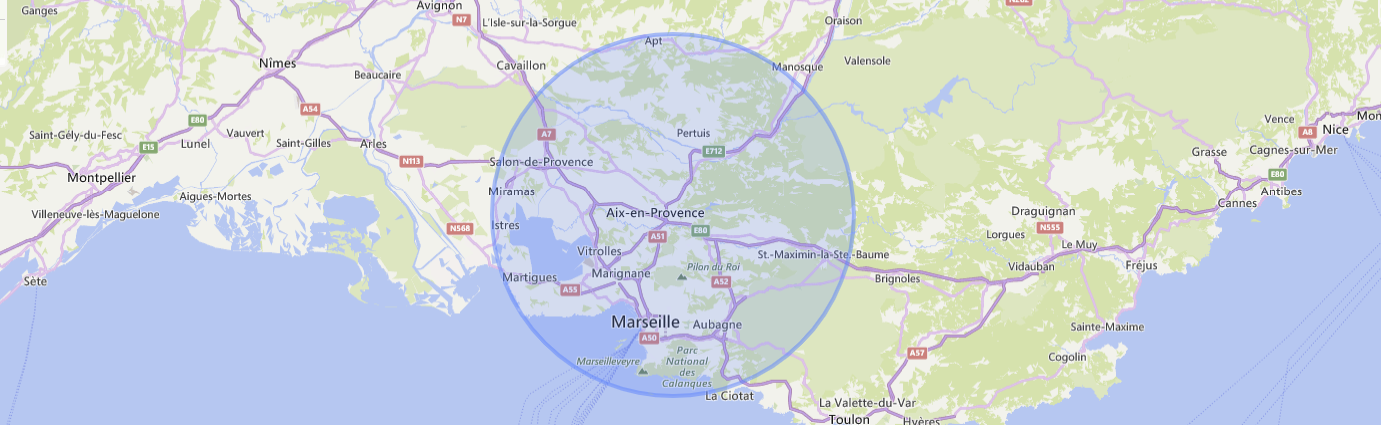 Ganges
Avignon
N7
L'Isle-sur-la-Sorgue
Oraison
N202
Apt
Nîmes
Beaucaire
Cavaillon
Manosque
Valensole
A54
E80
Saint-Gély-du-Fesc
Lunel
E15
Vauvert
Saint-Gilles
Arles
A7
Pertuis
E712
Vence
A8
Nice
Mon
Grasse
Cagnes-sur-Mer
N113
Salon-de-Provence
Montpellier
Aigues-Mortes
Miramas
E80
Antibes
Cannes
Villeneuve-lès-Maguelone
N568
Istres
Aix-en-Provence
A51
E80
Draguignan
N555
Lorgues
Le Muy
Vitrolles
St.-Maximin-la-Ste.-Baume
Vidauban
Fréjus
Sète
Martigues
Marignane
A55
Pilon du Roi
A52
Brignoles
Marseille
Aubagne
A50
Sainte-Maxime
Marseilleveyre
Parc
National
des
Calanques
A57
Cogolin
La Ciotat
La Valette-du-Var
Toulon
Hyères